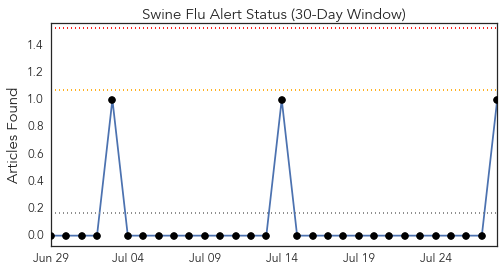 Swine Flu Alert Status (30-Day Window)
Articles Found
1.4
1.2
1.0
0.8
0.6
0.4
0.2
0.0
Jun 29 Jul 04 Jul 09 Jul 14 Jul 19 Jul 24